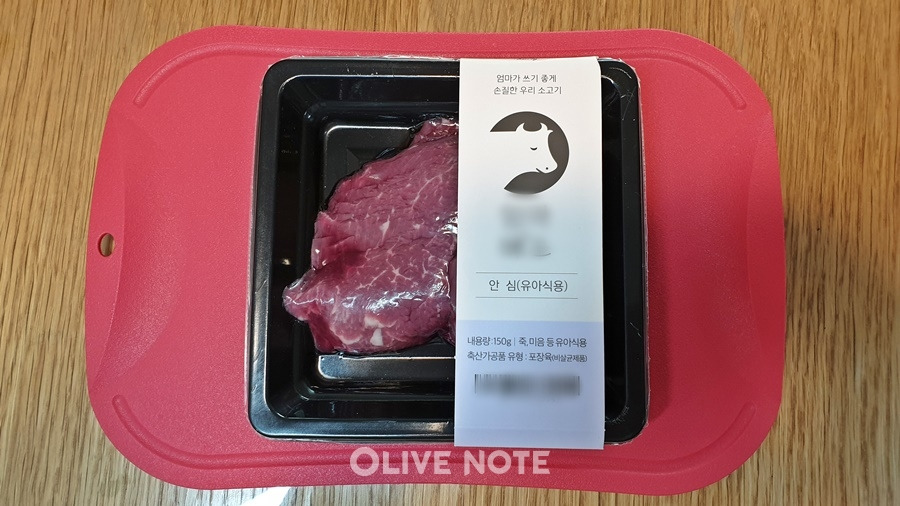 엄마가 쓰기 좋게
손질한 우리 소고기
안 심(유아식용)
내용량:150g | 죽,미음 등 유아식용
축산가공품 유형 : 포장육(비살균제품)
OLIVE NOTE